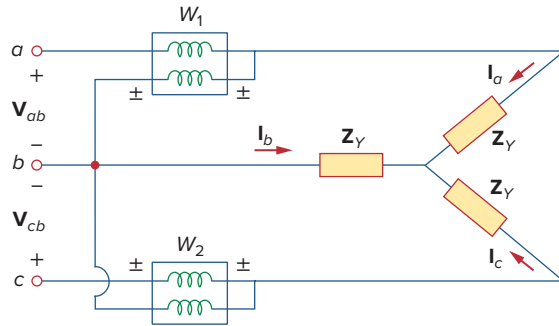 W1
a
+
± ±
Ia
Vab
ZY
−
Ib
ZY
b
−
ZY
Vcb
W2
Ic
+
± ±
c